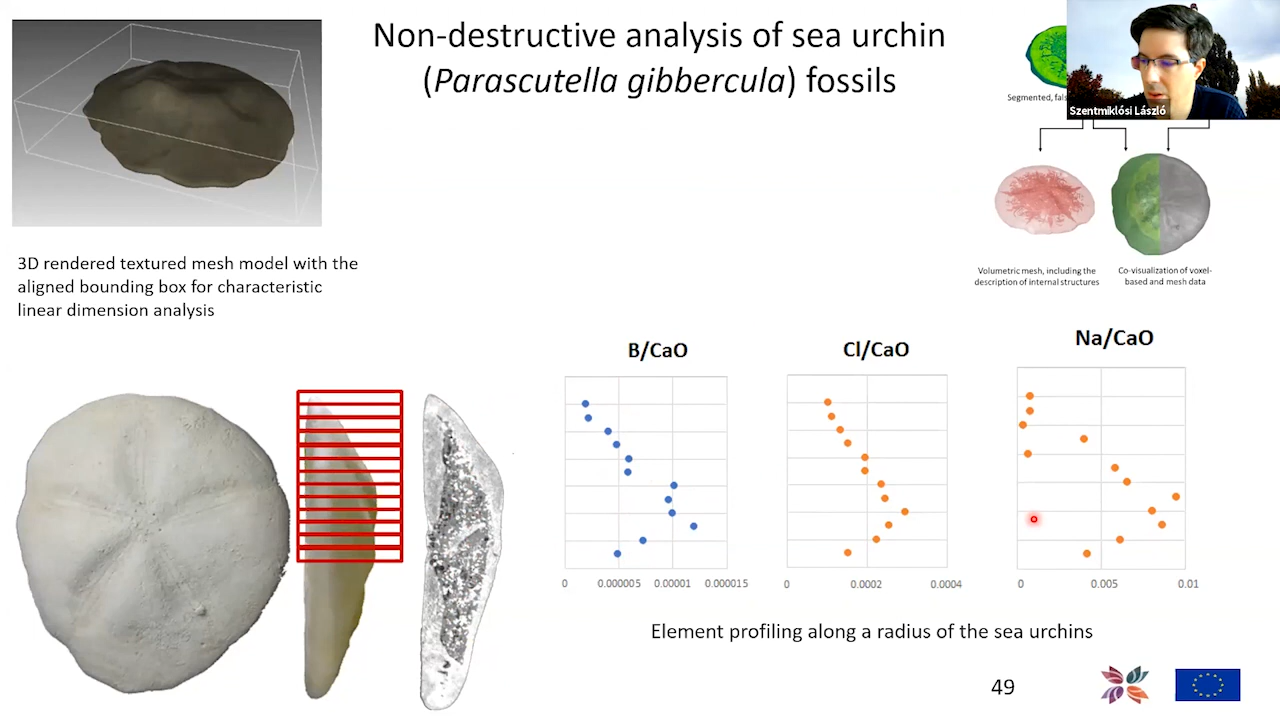 Non-destructive analysis of sea urchin
(Parascutella gibbercula) fossils
Segmented,
Szentmiklósi László
3D rendered textured mesh model with the
aligned bounding box for characteristic
linear dimension analysis
Volumetric mesh, including the
description of internal structures
Co-visualization of voxel-
based and mesh data
B/CaO
0 0.000005 0.00001 0.000015
Cl/CaO
0 0.0002 0.0004
Na/CaO
0 0.005 0.01
Element profiling along a radius of the sea urchins
49